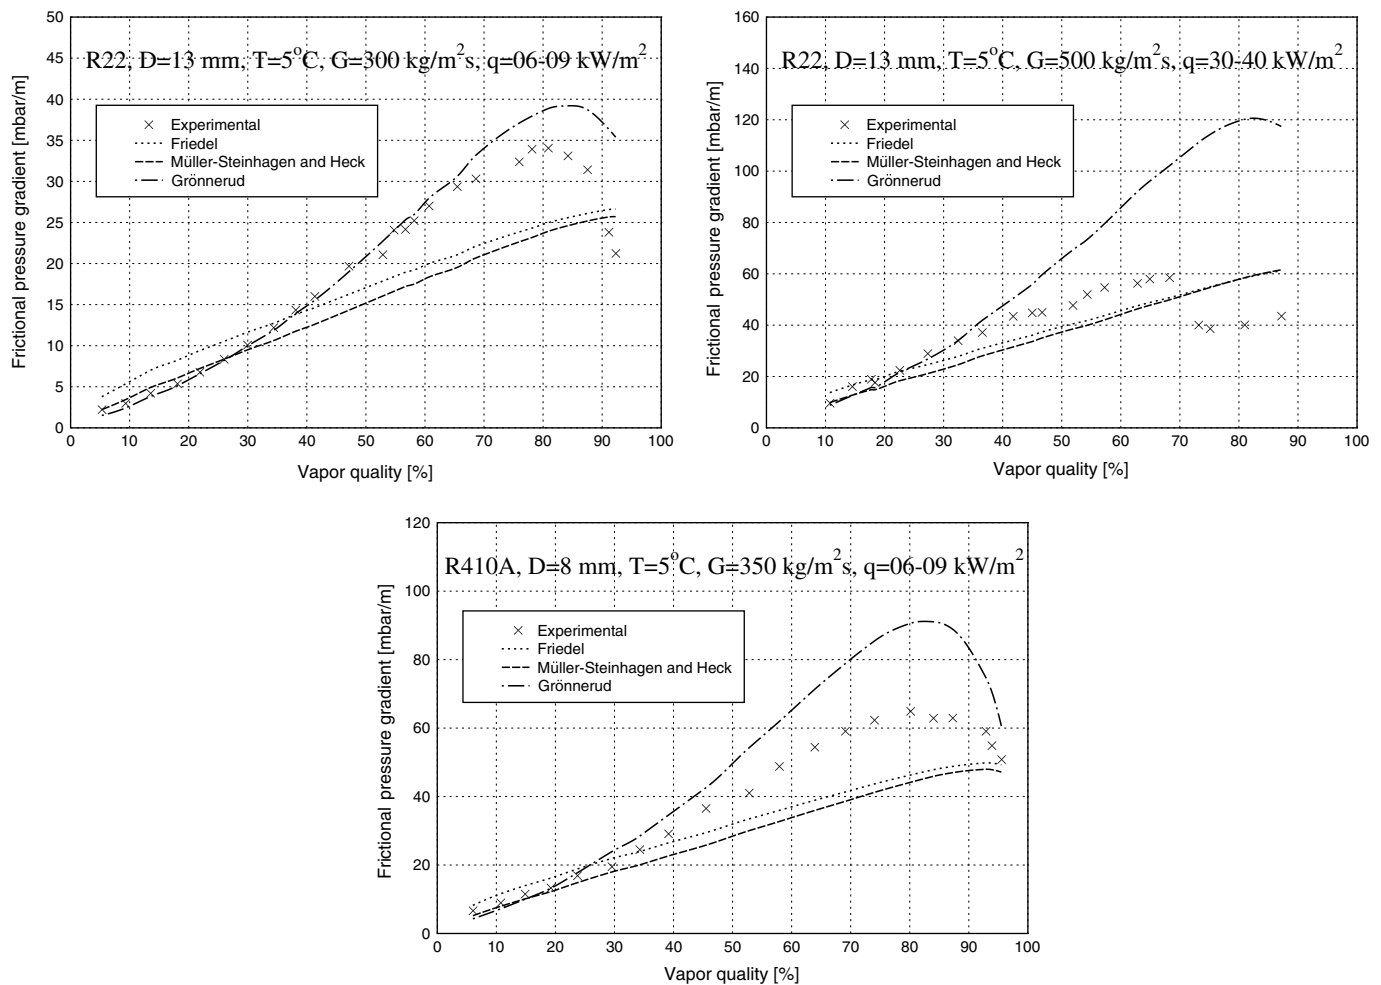 50
45
40
35
30
25
20
15
10
5
0
Frictional pressure gradient [mbar/m]
R22, D=13 mm, T=5°C, G=300 kg/m²s, q=06-09 kW/m²
Experimental
Friedel
Müller-Steinhagen and Heck
Grönnerud
0 10 20 30 40 50 60 70 80 90 100
Vapor quality [%]
160
140
120
100
80
60
40
20
0
Frictional pressure gradient [mbar/m]
R22, D=13 mm, T=5°C, G=500 kg/m²s, q=30-40 kW/m²
Experimental
Friedel
Müller-Steinhagen and Heck
Grönnerud
0 10 20 30 40 50 60 70 80 90 100
Vapor quality [%]
120
100
80
60
40
20
0
Frictional pressure gradient [mbar/m]
R410A, D=8 mm, T=5°C, G=350 kg/m²s, q=06-09 kW/m²
Experimental
Friedel
Müller-Steinhagen and Heck
Grönnerud
0 10 20 30 40 50 60 70 80 90 100
Vapor quality [%]